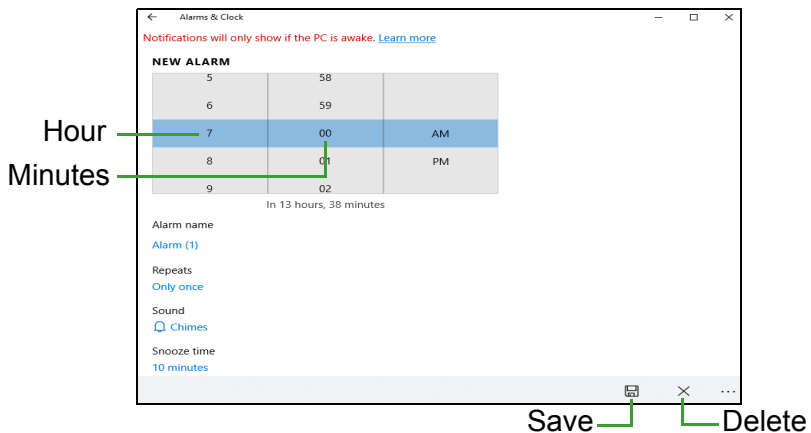 Alarms & Clock
Notifications will only show if the PC is awake. Learn more
NEW ALARM
5 58
6 59
Hour 7 00 AM
8 01 PM
Minutes
9 02
In 13 hours, 38 minutes
Alarm name
Alarm (1)
Repeats
Only once
Sound
Chimes
Snooze time
10 minutes
Save Delete